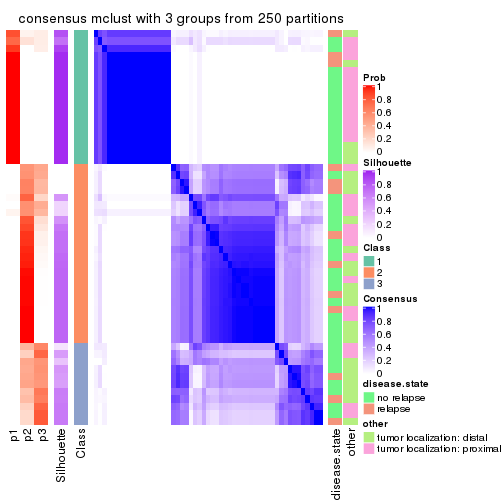 consensus mclust with 3 groups from 250 partitions
Prob
1
0.8
0.6
0.4
0.2
0
Silhouette
1
0.8
0.6
0.4
0.2
0
Class
1
2
3
Consensus
1
0.8
0.6
0.4
0.2
0
disease.state
no relapse
relapse
other
tumor localization: distal
tumor localization: proximal
p1
p2
p3
Silhouette
Class
disease.state
other